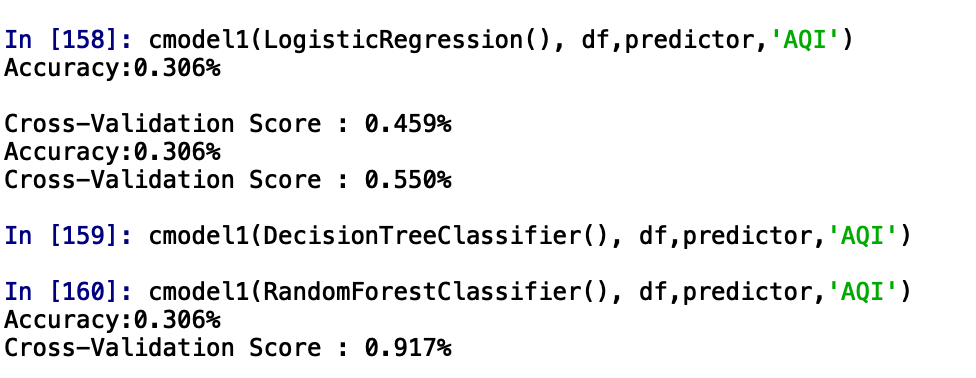 In [158]: cmodel1(LogisticRegression(), df,predictor,'AQI')
Accuracy:0.306%
Cross-Validation Score : 0.459%
Accuracy:0.306%
Cross-Validation Score : 0.550%
In [159]: cmodel1(DecisionTreeClassifier(), df,predictor,'AQI')
In [160]: cmodel1(RandomForestClassifier(), df,predictor,'AQI')
Accuracy:0.306%
Cross-Validation Score : 0.917%